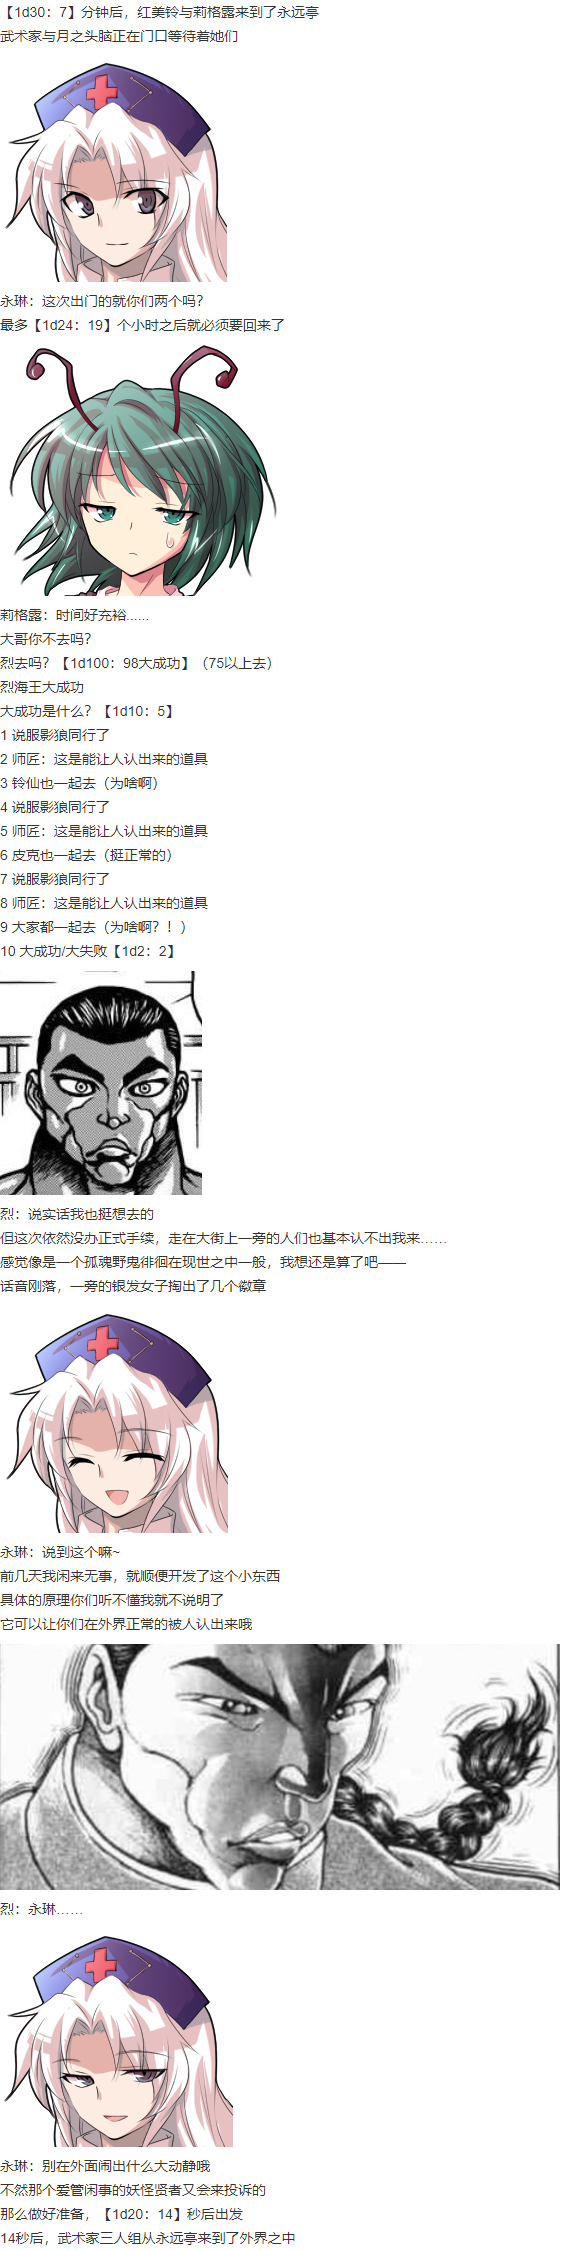 【1d30：7】分钟后，红美铃与莉格露来到了永远亭
武术家与月之头脑正在门口等待着她们
永琳：这次出门的就你们两个吗？
最多【1d24：19】个小时之后就必须要回来了
莉格露：时间好充裕......
大哥你不去吗？
烈去吗？【1d100：98大成功】（75以上去）
烈海王大成功
大成功是什么？【1d10：5】
1 说服影狼同行了
2 师匠：这是能让人认出来的道具
3 铃仙也一起去（为啥啊）
4 说服影狼同行了
5 师匠：这是能让人认出来的道具
6 皮克也一起去（挺正常的）
7 说服影狼同行了
8 师匠：这是能让人认出来的道具
9 大家都一起去（为啥啊？！）
10 大成功/大失败【1d2：2】
烈：说实话我也挺想去的
但这次依然没办正式手续，走在大街上一旁的人们也基本认不出我来……
感觉像是一个孤魂野鬼徘徊在现世之中一般，我想还是算了吧——
话音刚落，一旁的银发女子掏出了几个徽章
永琳：说到这个嘛~
前几天我闲来无事，就顺便开发了这个小东西
具体的原理你们听不懂我就不说明了
它可以让你们在外界正常的被人认出来哦
烈：永琳……
永琳：别在外面闹出什么大动静哦
不然那个爱管闲事的妖怪贤者又会来投诉的
那么做好准备，【1d20：14】秒后出发
14秒后，武术家三人组从永远亭来到了外界之中